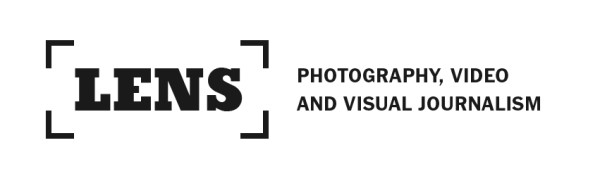 LENS
PHOTOGRAPHY, VIDEO
AND VISUAL JOURNALISM